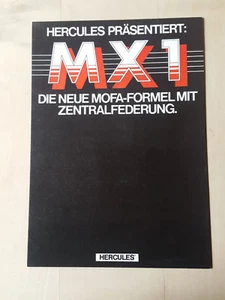 HERCULES PRÄSENTIERT:
MX1
DIE NEUE MOFA-FORMEL MIT
ZENTRALFEDERUNG.
HERCULES